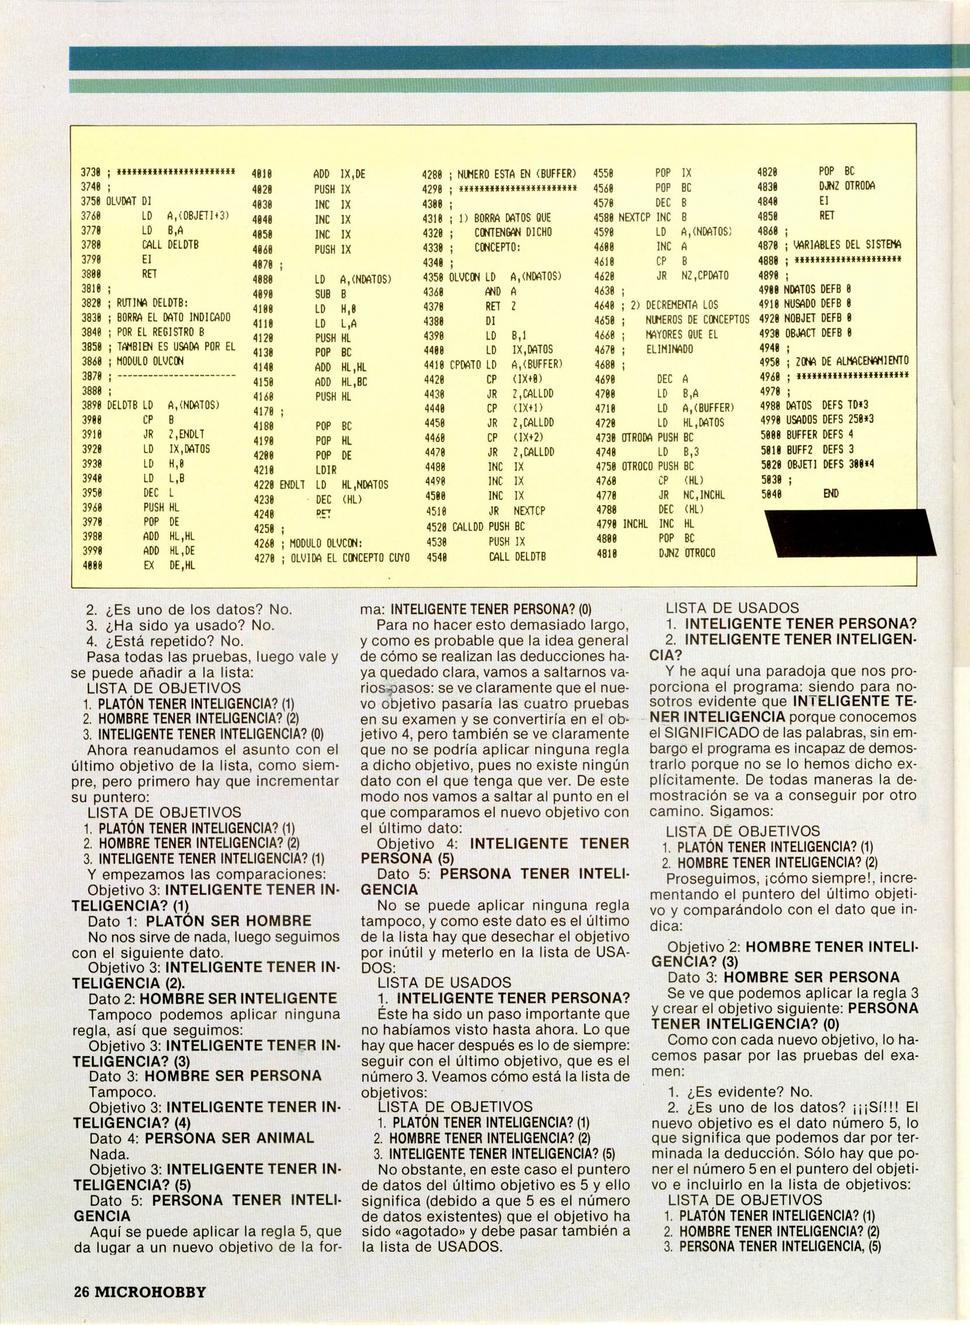 3730 ; ***********************
3740 ;
3750 OLVDAT DI
3760 LD A,(OBJETI+3)
3770 LD B,A
3780 CALL DELDTB
3790 EI
3800 RET
3810 ;
3820 ; RUTINA DELDTB:
3830 ; BORRA EL DATO INDICADO
3840 ; POR EL REGISTRO B
3850 ; TAMBIEN ES USADA POR EL
3860 ; MODULO OLVCON
3870 ; -----------------------
3880 ;
3890 DELDTB LD A,(NDATOS)
3900 CP B
3910 JR Z,ENDLT
3920 LD IX,DATOS
3930 LD H,0
3940 LD L,B
3950 DEC L
3960 PUSH HL
3970 POP DE
3980 ADD HL,HL
3990 ADD HL,DE
4000 EX DE,HL
4010 ADD IX,DE
4020 PUSH IX
4030 INC IX
4040 INC IX
4050 INC IX
4060 PUSH IX
4070 ;
4080 LD A,(NDATOS)
4090 SUB B
4100 LD H,0
4110 LD L,A
4120 PUSH HL
4130 POP BC
4140 ADD HL,HL
4150 ADD HL,BC
4160 PUSH HL
4170 ;
4180 POP BC
4190 POP HL
4200 POP DE
4210 LDIR
4220 ENDLT LD HL,NDATOS
4230 DEC (HL)
4240 RET
4250 ;
4260 ; MODULO OLVCON:
4270 ; OLVIDA EL CONCEPTO CUYO
4280 ; NUMERO ESTA EN (BUFFER)
4290 ; ***********************
4300 ;
4310 ; 1) BORRA DATOS QUE
4320 ; CONTENGAN DICHO
4330 ; CONCEPTO:
4340 ;
4350 OLVCON LD A,(NDATOS)
4360 AND A
4370 RET Z
4380 DI
4390 LD B,1
4400 LD IX,DATOS
4410 CPDATO LD A,(BUFFER)
4420 CP (IX+0)
4430 JR Z,CALLDD
4440 CP (IX+1)
4450 JR Z,CALLDD
4460 CP (IX+2)
4470 JR Z,CALLDD
4480 INC IX
4490 INC IX
4500 INC IX
4510 JR NEXTCP
4520 CALLDD PUSH BC
4530 PUSH IX
4540 CALL DELDTB
4550 POP IX
4560 POP BC
4570 DEC B
4580 NEXTCP INC B
4590 LD A,(NDATOS)
4600 INC A
4610 CP B
4620 JR NZ,CPDATO
4630 ;
4640 ; 2) DECREMENTA LOS
4650 ; NUMEROS DE CONCEPTOS
4660 ; MAYORES QUE EL
4670 ; ELIMINADO
4680 ;
4690 DEC A
4700 LD B,A
4710 LD A,(BUFFER)
4720 LD HL,DATOS
4730 OTRODA PUSH BC
4740 LD B,3
4750 OTROCO PUSH BC
4760 CP (HL)
4770 JR NC,INCHL
4780 DEC (HL)
4790 INCHL INC HL
4800 POP BC
4810 DJNZ OTROCO
4820 POP BC
4830 DJNZ OTRODA
4840 EI
4850 RET
4860 ;
4870 ; VARIABLES DEL SISTEMA
4880 ; *********************
4890 ;
4900 NDATOS DEFB 0
4910 NUSADO DEFB 0
4920 NOBJET DEFB 0
4930 OBJACT DEFB 0
4940 ;
4950 ; ZONA DE ALMACENAMIENTO
4960 ; **********************
4970 ;
4980 DATOS DEFS TD*3
4990 USADOS DEFS 250*3
5000 BUFFER DEFS 4
5010 BUFF2 DEFS 3
5020 OBJETI DEFS 300*4
5030 ;
5040 END
2. ¿Es uno de los datos? No.
3. ¿Ha sido ya usado? No.
4. ¿Está repetido? No.
Pasa todas las pruebas, luego vale y
se puede añadir a la lista:
LISTA DE OBJETIVOS
1. PLATÓN TENER INTELIGENCIA? (1)
2. HOMBRE TENER INTELIGENCIA? (2)
3. INTELIGENTE TENER INTELIGENCIA? (0)
Ahora reanudamos el asunto con el
último objetivo de la lista, como siem-
pre, pero primero hay que incrementar
su puntero:
LISTA DE OBJETIVOS
1. PLATÓN TENER INTELIGENCIA? (1)
2. HOMBRE TENER INTELIGENCIA? (2)
3. INTELIGENTE TENER INTELIGENCIA? (1)
Y empezamos las comparaciones:
Objetivo 3: INTELIGENTE TENER IN-
TELIGENCIA? (1)
Dato 1: PLATÓN SER HOMBRE
No nos sirve de nada, luego seguimos
con el siguiente dato.
Objetivo 3: INTELIGENTE TENER IN-
TELIGENCIA (2).
Dato 2: HOMBRE SER INTELIGENTE
Tampoco podemos aplicar ninguna
regla, así que seguimos:
Objetivo 3: INTELIGENTE TENER IN-
TELIGENCIA? (3)
Dato 3: HOMBRE SER PERSONA
Tampoco.
Objetivo 3: INTELIGENTE TENER IN-
TELIGENCIA? (4)
Dato 4: PERSONA SER ANIMAL
Nada.
Objetivo 3: INTELIGENTE TENER IN-
TELIGENCIA? (5)
Dato 5: PERSONA TENER INTELI-
GENCIA
Aquí se puede aplicar la regla 5, que
da lugar a un nuevo objetivo de la for-
ma: INTELIGENTE TENER PERSONA? (0)
Para no hacer esto demasiado largo,
y como es probable que la idea general
de cómo se realizan las deducciones ha-
ya quedado clara, vamos a saltarnos va-
rios pasos: se ve claramente que el nue-
vo objetivo pasaría las cuatro pruebas
en su examen y se convertiría en el ob-
jetivo 4, pero también se ve claramente
que no se podría aplicar ninguna regla
a dicho objetivo, pues no existe ningún
dato con el que tenga que ver. De este
modo nos vamos a saltar al punto en el
que comparamos el nuevo objetivo con
el último dato:
Objetivo 4: INTELIGENTE TENER
PERSONA (5)
Dato 5: PERSONA TENER INTELI-
GENCIA
No se puede aplicar ninguna regla
tampoco, y como este dato es el último
de la lista hay que desechar el objetivo
por inútil y meterlo en la lista de USA-
DOS:
LISTA DE USADOS
1. INTELIGENTE TENER PERSONA?
Éste ha sido un paso importante que
no habíamos visto hasta ahora. Lo que
hay que hacer después es lo de siempre:
seguir con el último objetivo, que es el
número 3. Veamos cómo está la lista de
objetivos:
LISTA DE OBJETIVOS
1. PLATÓN TENER INTELIGENCIA? (1)
2. HOMBRE TENER INTELIGENCIA? (2)
3. INTELIGENTE TENER INTELIGENCIA? (5)
No obstante, en este caso el puntero
de datos del último objetivo es 5 y ello
significa (debido a que 5 es el número
de datos existentes) que el objetivo ha
sido «agotado» y debe pasar también a
la lista de USADOS.
LISTA DE USADOS
1. INTELIGENTE TENER PERSONA?
2. INTELIGENTE TENER INTELIGEN-
CIA?
Y he aquí una paradoja que nos pro-
porciona el programa: siendo para no-
sotros evidente que INTELIGENTE TE-
NER INTELIGENCIA porque conocemos
el SIGNIFICADO de las palabras, sin em-
bargo el programa es incapaz de demos-
trarlo porque no se lo hemos dicho ex-
plícitamente. De todas maneras la de-
mostración se va a conseguir por otro
camino. Sigamos:
LISTA DE OBJETIVOS
1. PLATÓN TENER INTELIGENCIA? (1)
2. HOMBRE TENER INTELIGENCIA? (2)
Proseguimos, ¡cómo siempre!, incre-
mentando el puntero del último objeti-
vo y comparándolo con el dato que in-
dica:
Objetivo 2: HOMBRE TENER INTELI-
GENCIA? (3)
Dato 3: HOMBRE SER PERSONA
Se ve que podemos aplicar la regla 3
y crear el objetivo siguiente: PERSONA
TENER INTELIGENCIA? (0)
Como con cada nuevo objetivo, lo ha-
cemos pasar por las pruebas del exa-
men:
1. ¿Es evidente? No.
2. ¿Es uno de los datos? ¡¡¡Sí!!! El
nuevo objetivo es el dato número 5, lo
que significa que podemos dar por ter-
minada la deducción. Sólo hay que po-
ner el número 5 en el puntero del objeti-
vo e incluirlo en la lista de objetivos:
LISTA DE OBJETIVOS
1. PLATÓN TENER INTELIGENCIA? (1)
2. HOMBRE TENER INTELIGENCIA? (2)
3. PERSONA TENER INTELIGENCIA, (5)
26 MICROHOBBY